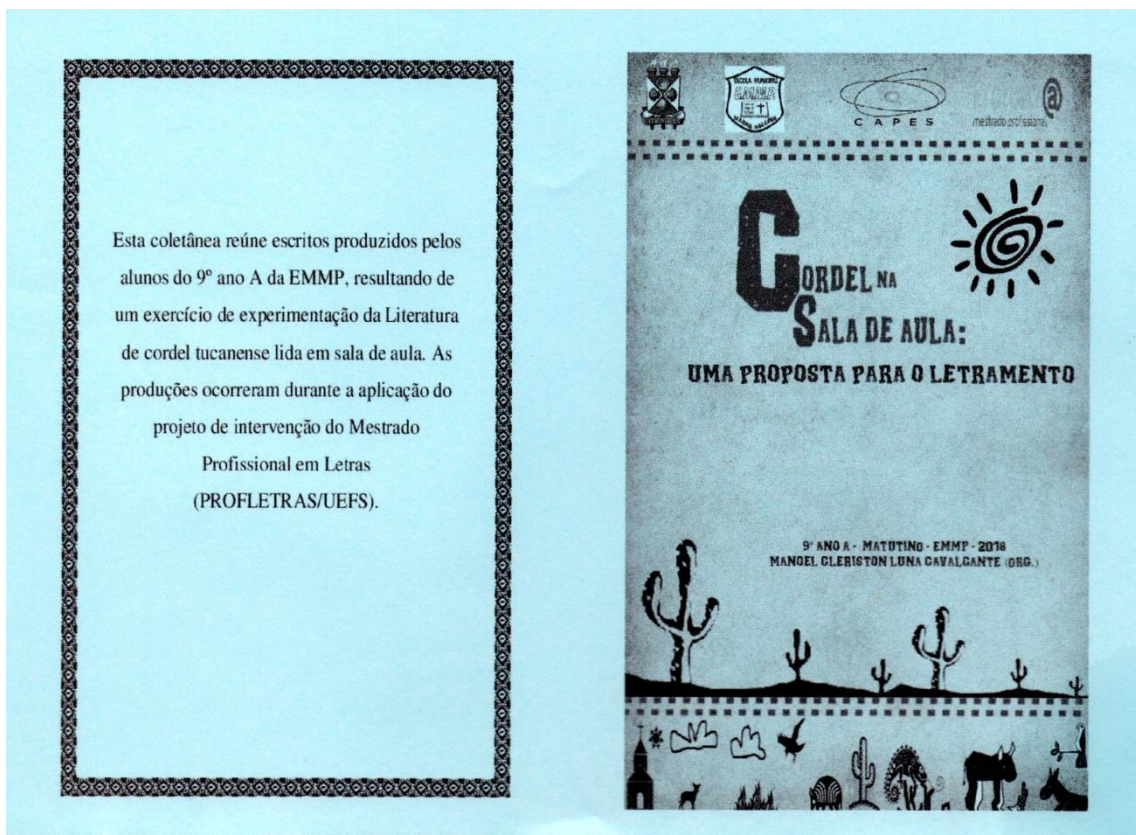 Esta coletânea reúne escritos produzidos pelos
alunos do 9º ano A da EMMP, resultando de
um exercício de experimentação da Literatura
de cordel tucanense lida em sala de aula. As
produções ocorreram durante a aplicação do
projeto de intervenção do Mestrado
Profissional em Letras
(PROFLETRAS/UEFS).
ESCOLA MUNICIPAL
CAPES
mestrado profissional
CORDEL NA
SALA DE AULA:
UMA PROPOSTA PARA O LETRAMENTO
9º ANO A - MATUTINO - EMMP - 2018
MANOEL CLERISTON LUNA CAVALCANTE (ORG.)